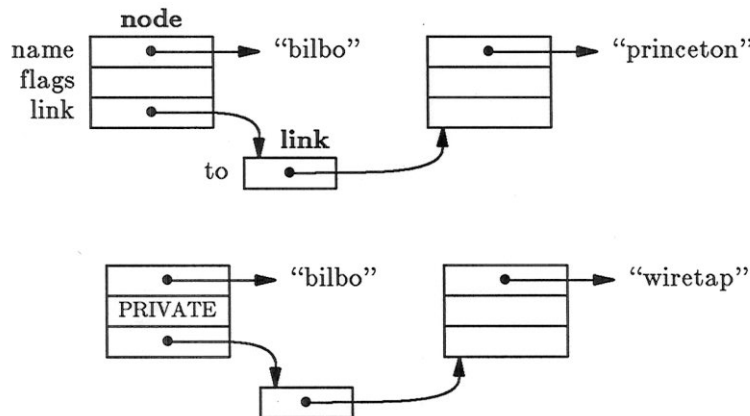 node
name "bilbo" "princeton"
flags
link
link
to
"bilbo" "wiretap"
PRIVATE